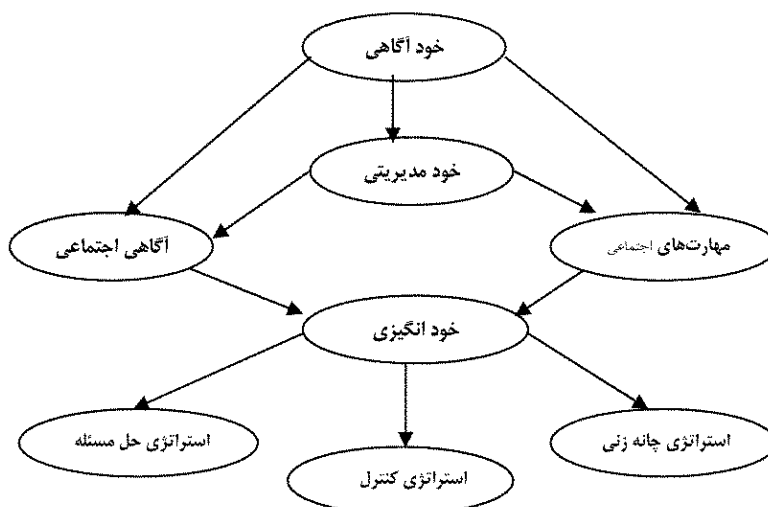 خود آگاهی
خود مدیریتی
مهارت‌های اجتماعی
آگاهی اجتماعی
خود انگیزی
استراتژی چانه زنی
استراتژی حل مسئله
استراتژی کنترل